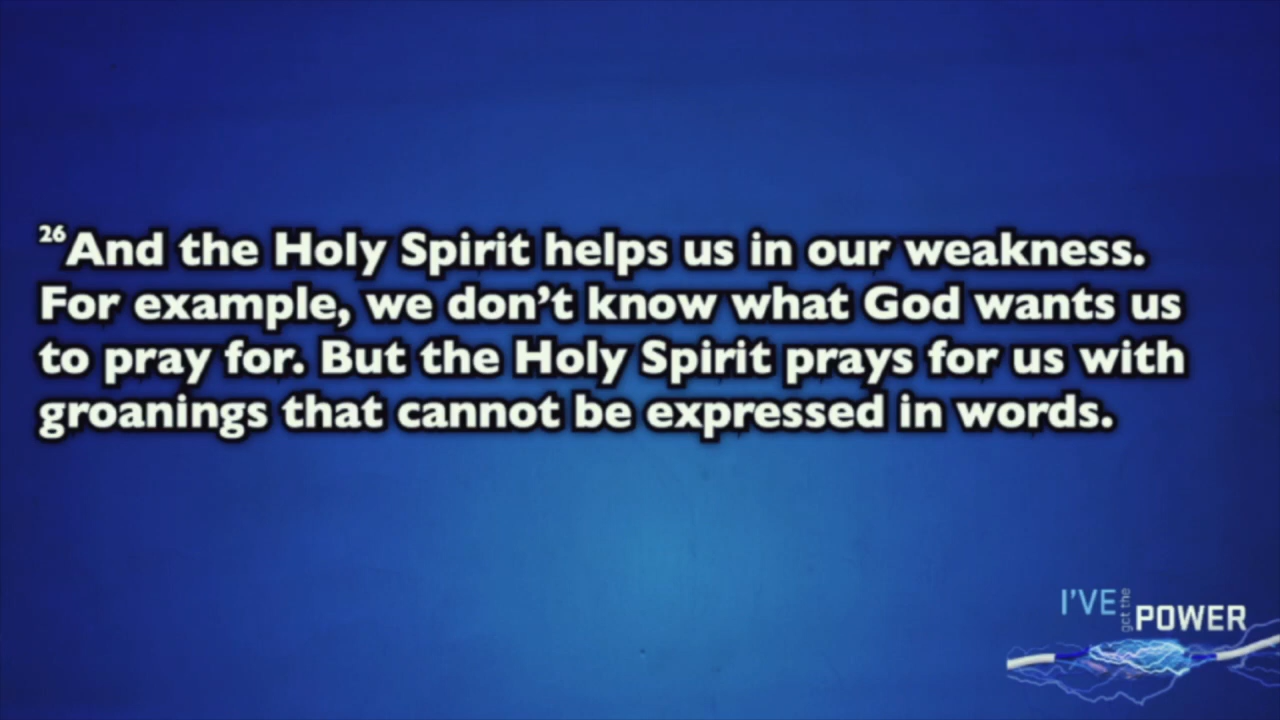 26And the Holy Spirit helps us in our weakness.
For example, we don’t know what God wants us
to pray for. But the Holy Spirit prays for us with
groanings that cannot be expressed in words.
I'VE got the POWER